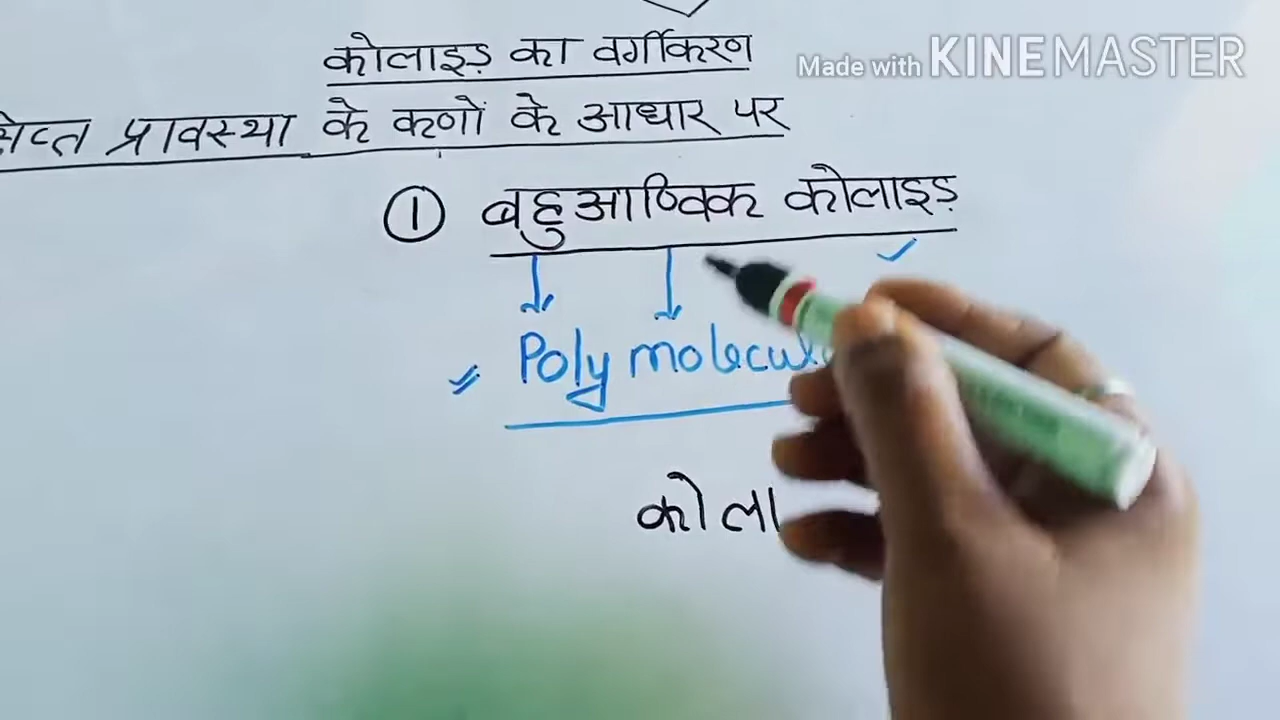 कोलाइड़ का वर्गीकरण
Made with KINEMASTER
प्रावस्था के कणों के आधार पर
① बहुआण्विक कोलाइड़
Poly
कोला